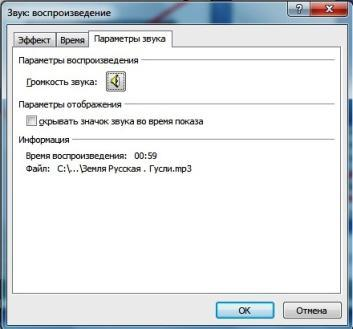 Звук: воспроизведение
Эффект Время Параметры звука
Параметры воспроизведения
Громкость звука:
Параметры отображения
скрывать значок звука во время показа
Информация
Время воспроизведения: 00:59
Файл: C:\...\Земля Русская . Гусли.mp3
ОК Отмена